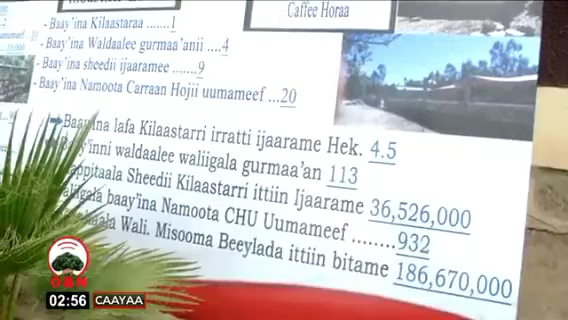 Caffee Horaa
- Baay'ina Kilaastaraa ........1
- Baay'ina Waldaalee gurmaa'anii ....4
- Baay'ina sheedii ijaaramee .......9
- Baay'ina Namoota Carraan Hojii uumameef ...20
Baay'ina lafa Kilaastarri irratti ijaarame Hek. 4.5
Baay'inni waldaalee waliigala gurmaa'an 113
Kappitaala Sheedii Kilaastarri ittiin Ijaarame 36,526,000
baay'ina Namoota CHU Uumameef ........932
Wali. Misooma Beeylada ittiin bitame 186,670,000
OBN
02:56 CAAYAA